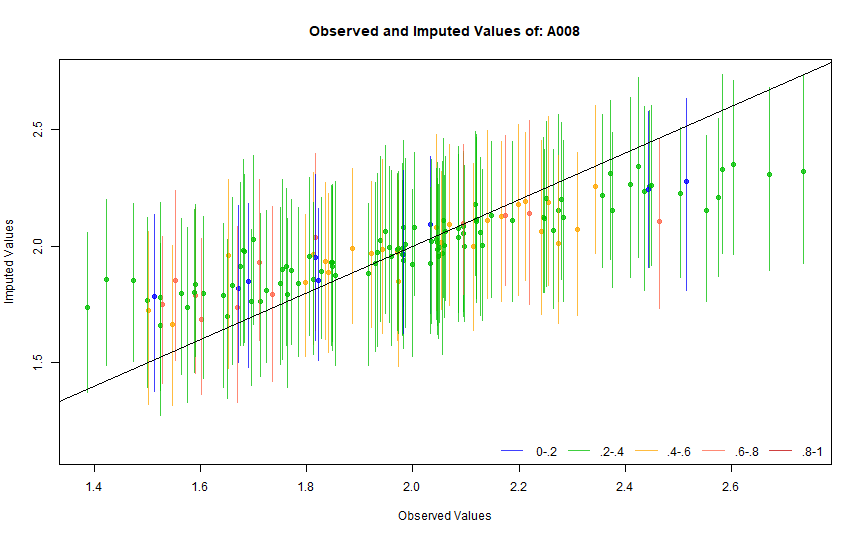 Observed and Imputed Values of: A008
Imputed Values
2.5
2.0
1.5
0-.2 .2-.4 .4-.6 .6-.8 .8-1
1.4 1.6 1.8 2.0 2.2 2.4 2.6
Observed Values